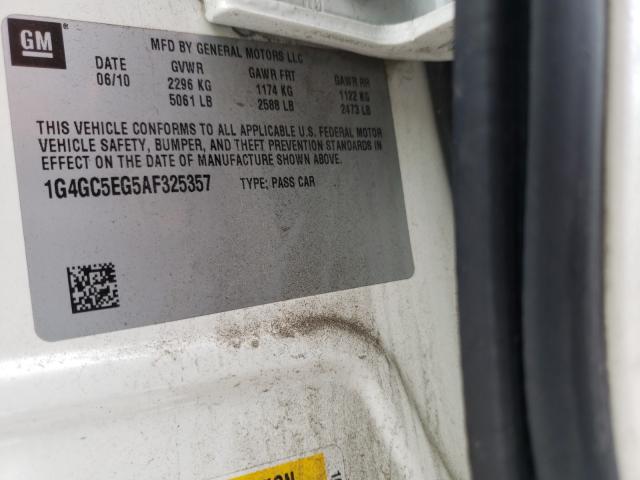 GM
MFD BY GENERAL MOTORS LLC
DATE GVWR GAWR FRT GAWR RR
06/10 2296 KG 1174 KG 1122 KG
5061 LB 2588 LB 2473 LB
THIS VEHICLE CONFORMS TO ALL APPLICABLE U.S. FEDERAL MOTOR
VEHICLE SAFETY, BUMPER, AND THEFT PREVENTION STANDARDS IN
EFFECT ON THE DATE OF MANUFACTURE SHOWN ABOVE.
1G4GC5EG5AF325357 TYPE: PASS CAR